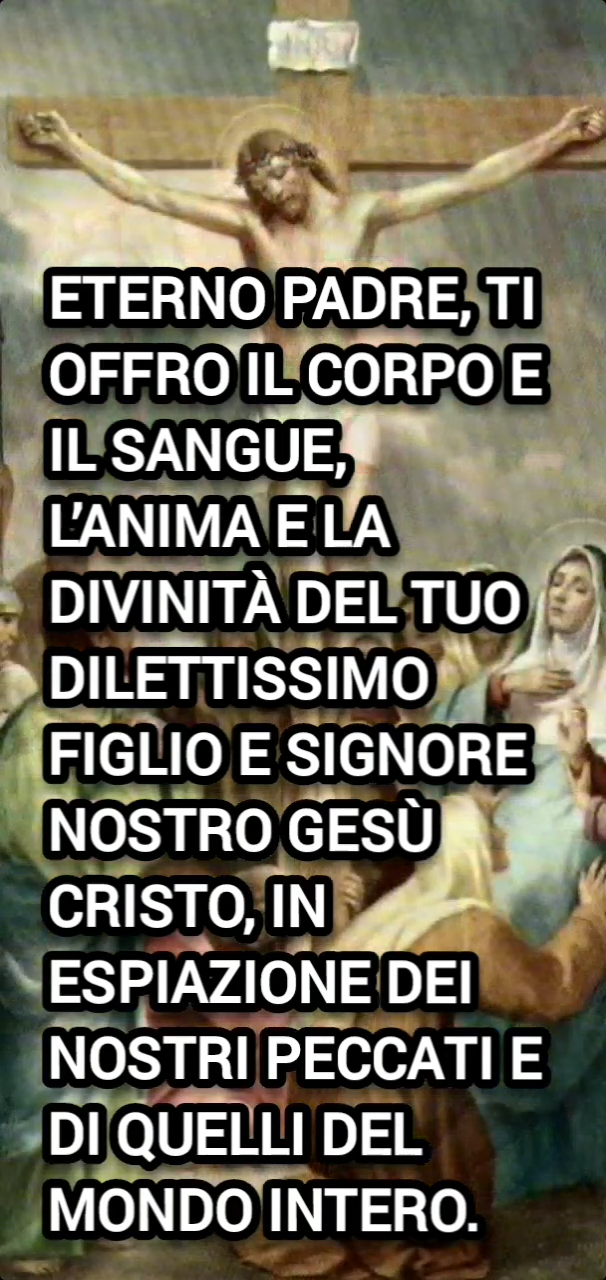 ETERNO PADRE, TI
OFFRO IL CORPO E
IL SANGUE,
L'ANIMA E LA
DIVINITÀ DEL TUO
DILETTISSIMO
FIGLIO E SIGNORE
NOSTRO GESÙ
CRISTO, IN
ESPIAZIONE DEI
NOSTRI PECCATI E
DI QUELLI DEL
MONDO INTERO.